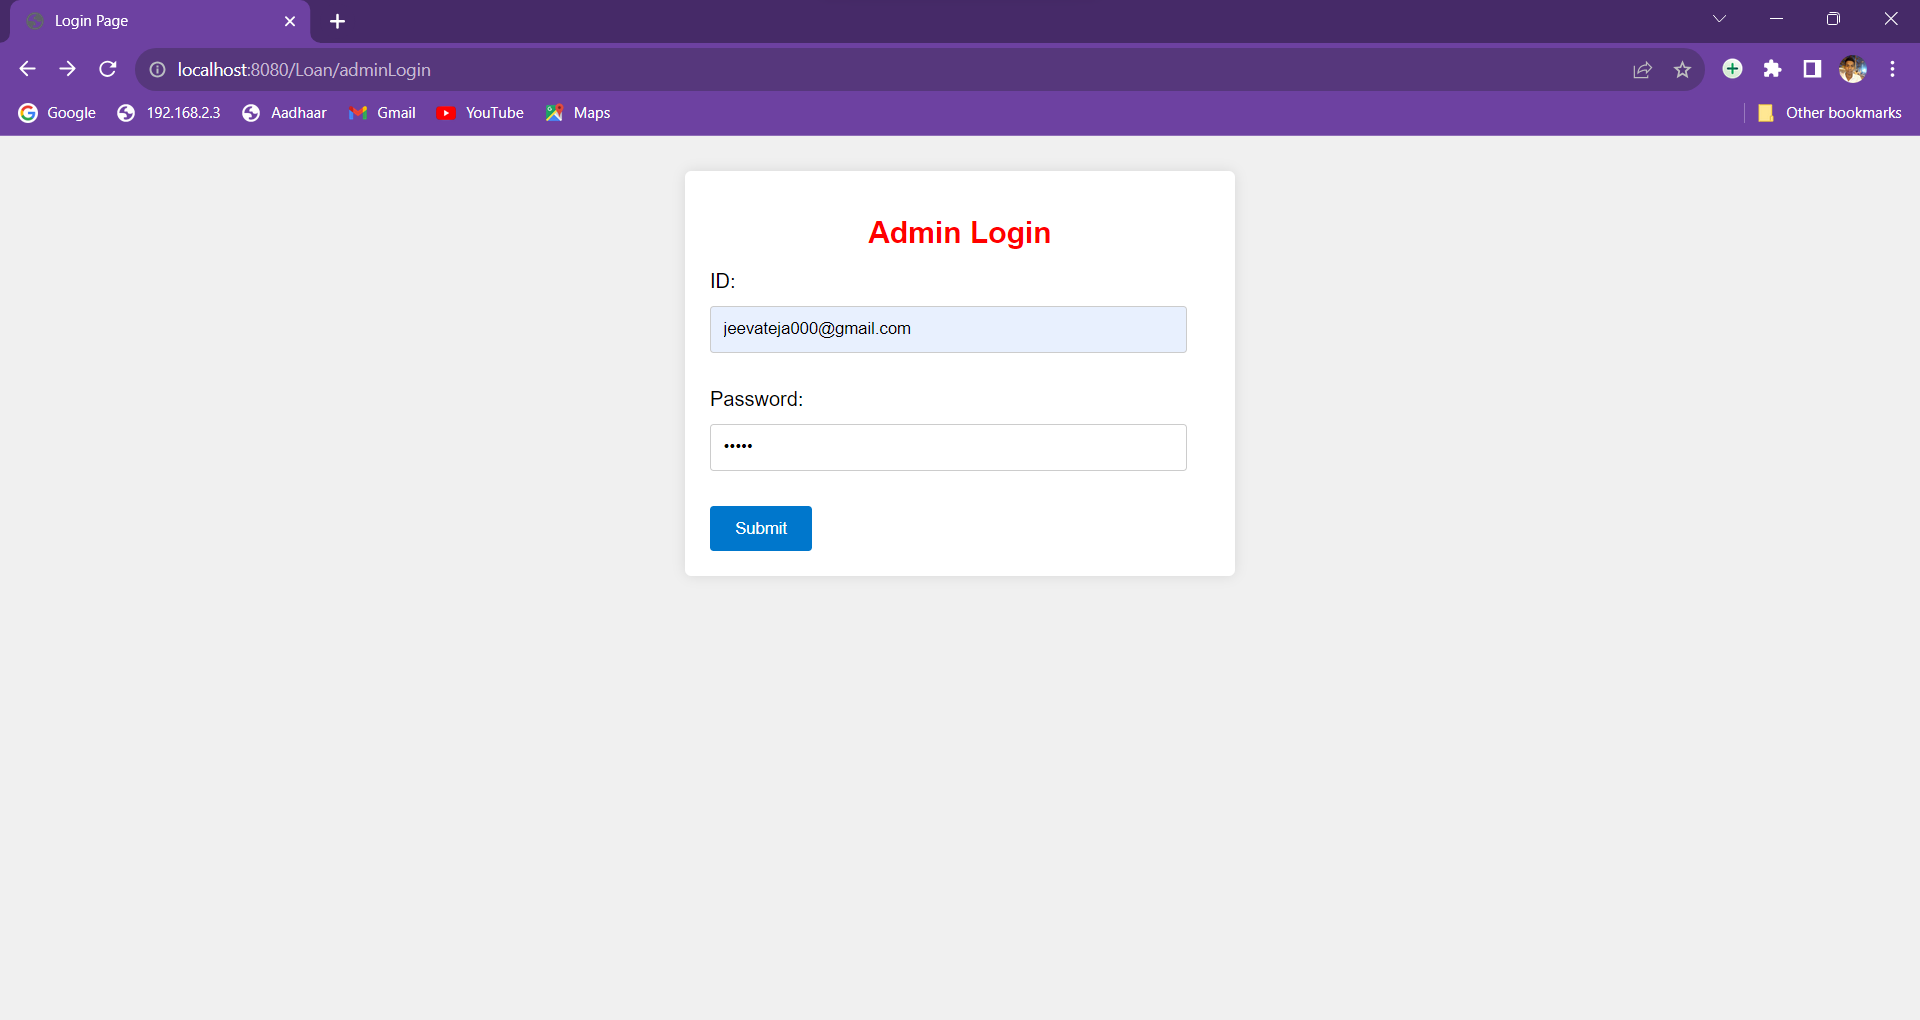 Login Page
localhost:8080/Loan/adminLogin
Google 192.168.2.3 Aadhaar Gmail YouTube Maps Other bookmarks
Admin Login
ID:
jeevateja000@gmail.com
Password:
•••••
Submit